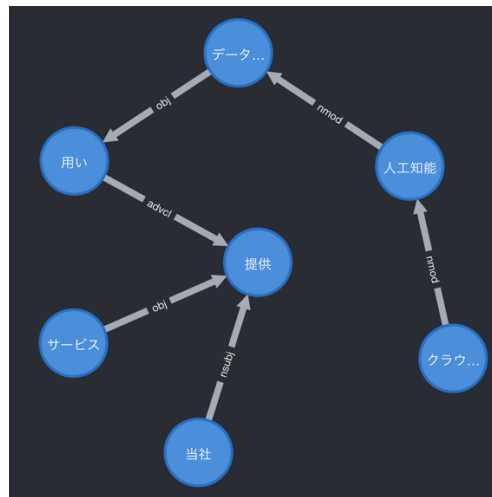 データ...
obj
nmod
用い
人工知能
advcl
提供
nmod
obj
サービス
nsubj
クラウ...
当社